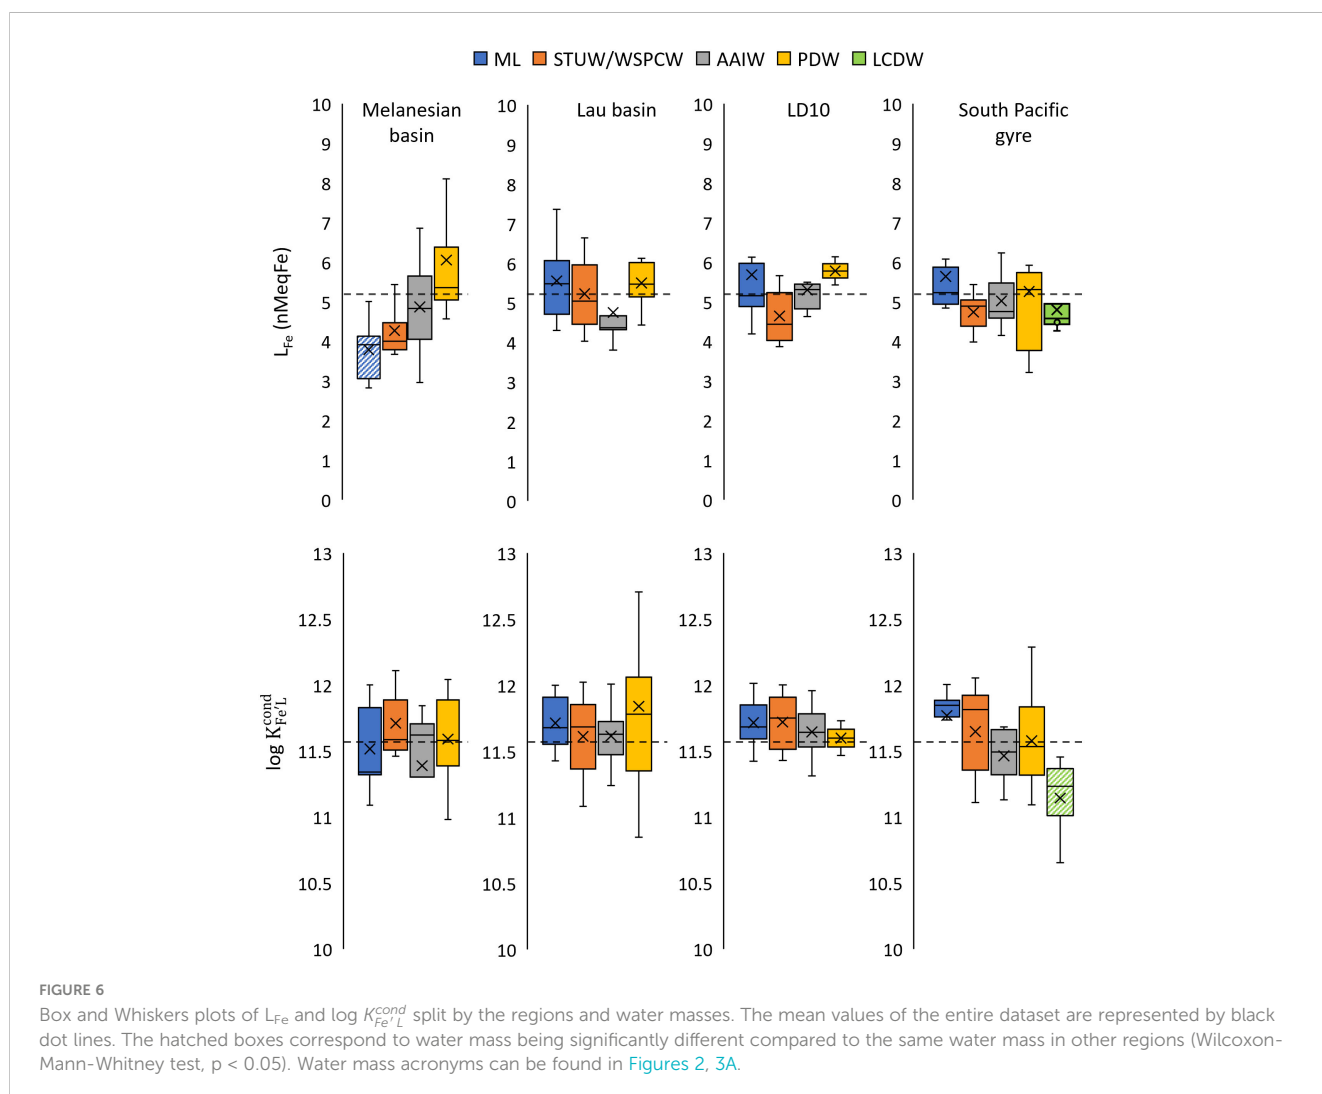 ML STUW/WSPCW AAIW PDW LCDW
Melanesian basin
Lau basin
LD10
South Pacific gyre
L_Fe (nMeqFe)
10 9 8 7 6 5 4 3 2 1 0
10 9 8 7 6 5 4 3 2 1 0
10 9 8 7 6 5 4 3 2 1 0
10 9 8 7 6 5 4 3 2 1 0
log K^cond_Fe'L
13 12.5 12 11.5 11 10.5 10
13 12.5 12 11.5 11 10.5 10
13 12.5 12 11.5 11 10.5 10
13 12.5 12 11.5 11 10.5 10
FIGURE 6
Box and Whiskers plots of L_Fe and log K^cond_Fe'L split by the regions and water masses. The mean values of the entire dataset are represented by black
dot lines. The hatched boxes correspond to water mass being significantly different compared to the same water mass in other regions (Wilcoxon-
Mann-Whitney test, p < 0.05). Water mass acronyms can be found in Figures 2, 3A.